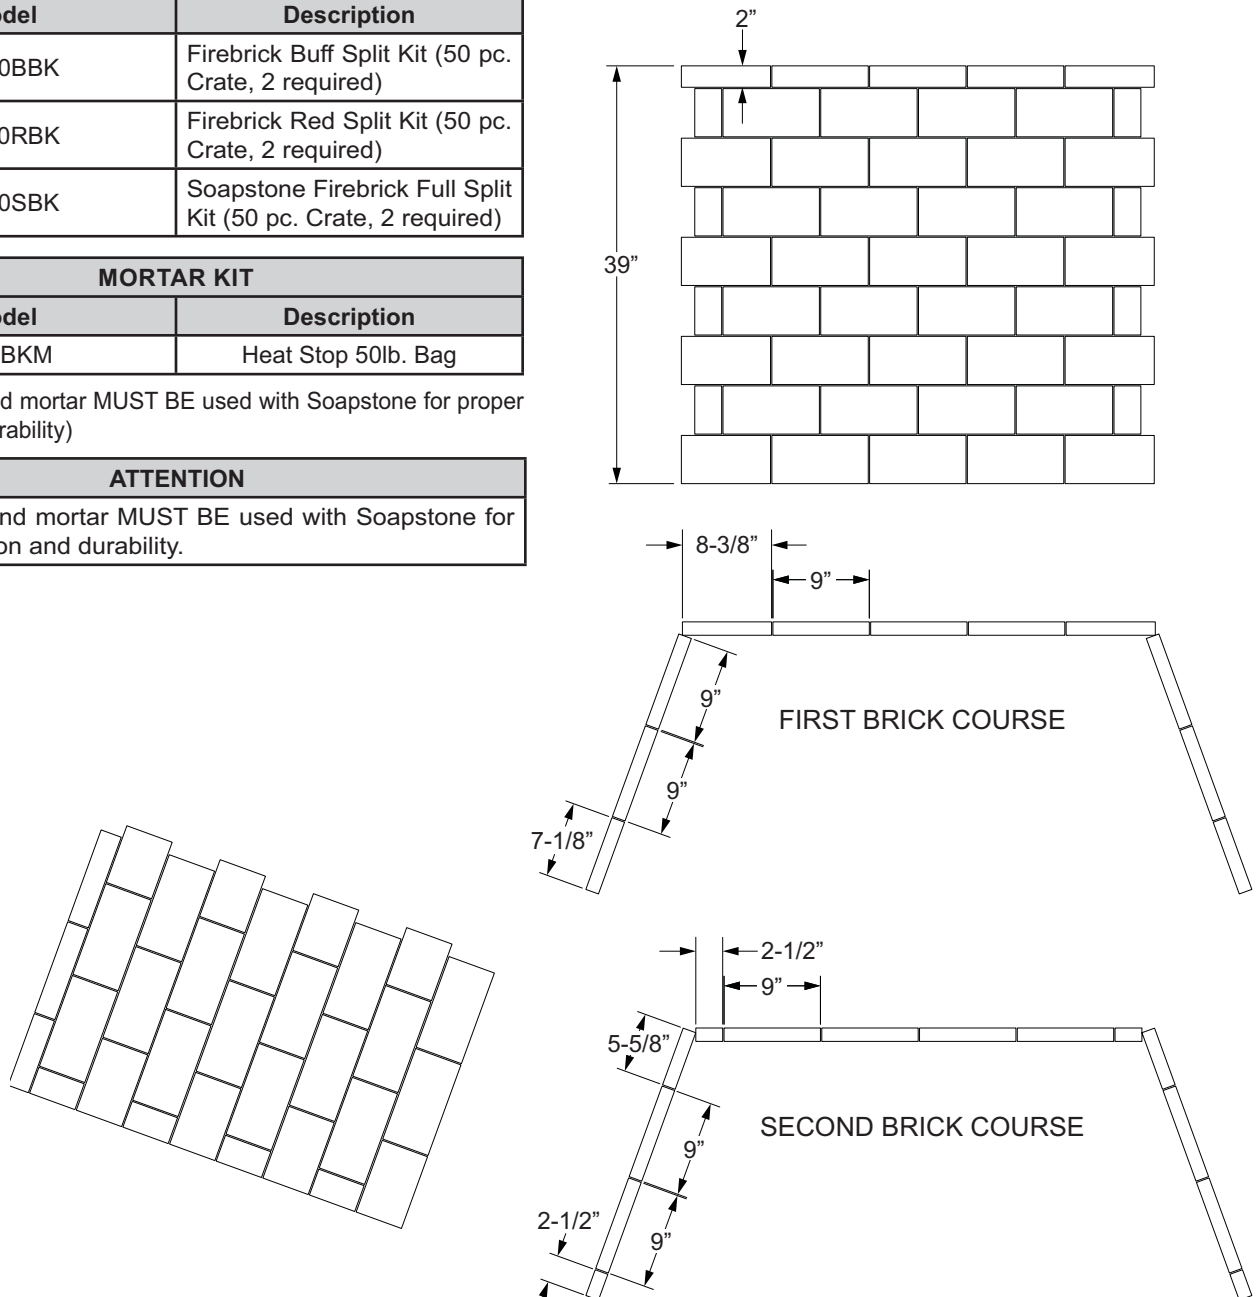 odel Description
0BBK Firebrick Buff Split Kit (50 pc.
Crate, 2 required)
0RBK Firebrick Red Split Kit (50 pc.
Crate, 2 required)
0SBK Soapstone Firebrick Full Split
Kit (50 pc. Crate, 2 required)
MORTAR KIT
odel Description
BKM Heat Stop 50lb. Bag
d mortar MUST BE used with Soapstone for proper
rability)
ATTENTION
nd mortar MUST BE used with Soapstone for
on and durability.
2”
39”
8-3/8”
9”
9”
FIRST BRICK COURSE
9”
7-1/8”
2-1/2”
9”
5-5/8”
SECOND BRICK COURSE
9”
2-1/2”
9”